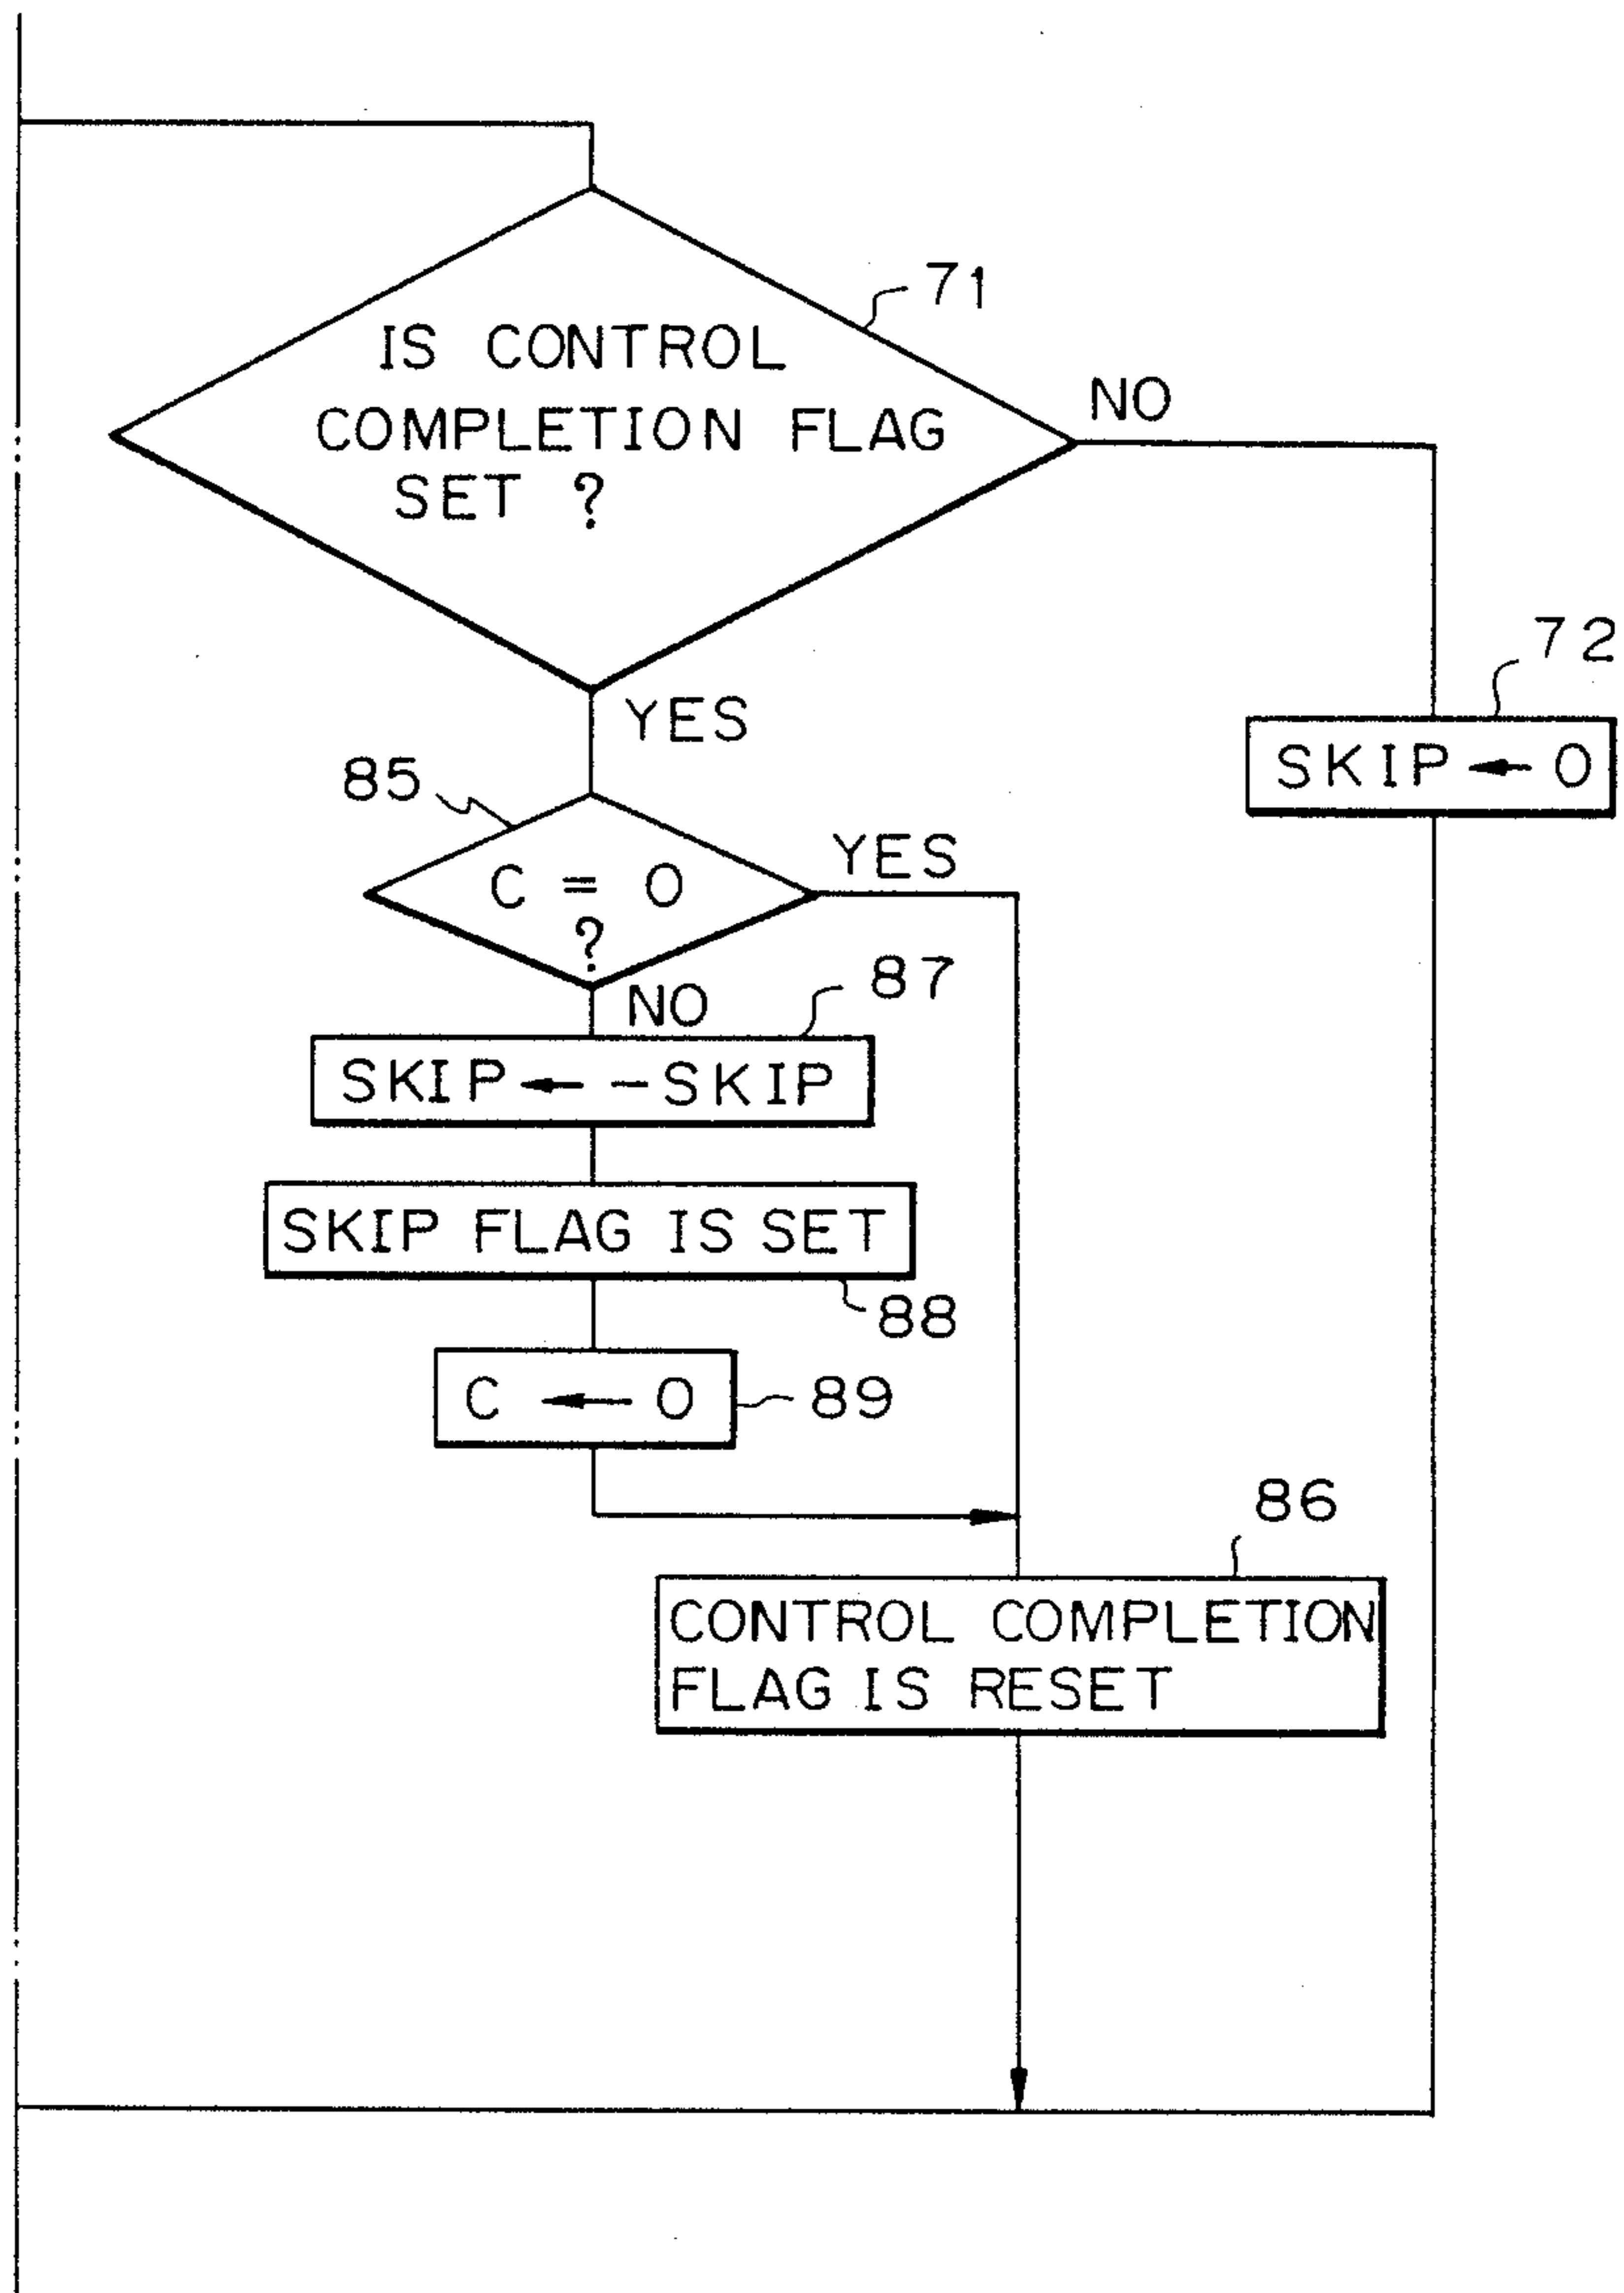 71
IS CONTROL
COMPLETION FLAG
SET ?
NO
72
SKIP ← 0
YES
85
C = 0
?
YES
NO
87
SKIP ← -SKIP
SKIP FLAG IS SET
88
C ← 0
89
86
CONTROL COMPLETION
FLAG IS RESET